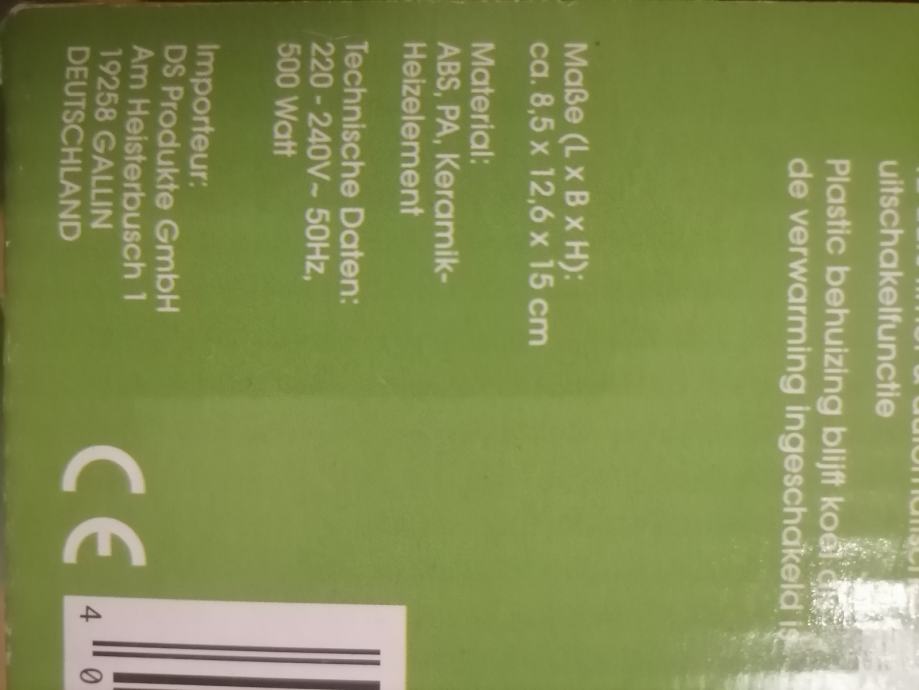 uitschakelfunctie
Plastic behuizing blijft koel
de verwarming ingeschakeld is
Maße (L x B x H):
ca. 8,5 x 12,6 x 15 cm
Material:
ABS, PA, Keramik-
Heizelement
Technische Daten:
220 - 240V~ 50Hz,
500 Watt
Importeur:
DS Produkte GmbH
Am Heisterbusch 1
19258 GALLIN
DEUTSCHLAND
CE
4 0